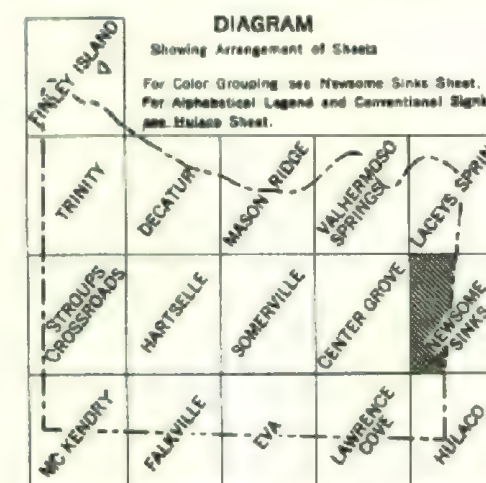 DIAGRAM
Showing Arrangement of Sheets
For Color Grouping see Newsome Sinks Sheet.
For Alphabetical Legend and Conventional Signs
see Hulaco Sheet.
FINLEY ISLAND
TRINITY
DECATUR
MASON RIDGE
VALHERMOSO
SPRINGS
LACEYS SPRIN
STROUPS
CROSSROADS
HARTSELLE
SOMERVILLE
CENTER GROVE
NEWSOME
SINKS
MC KENDRY
FALKVILLE
EVA
LAWRENCE
COVE
HULACO